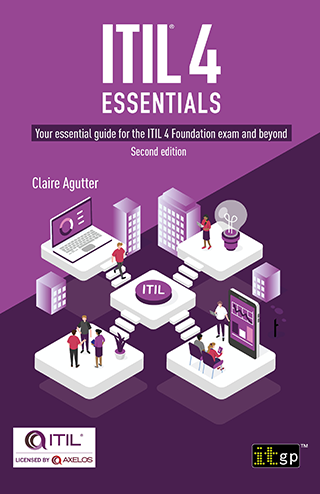 ITIL® 4
ESSENTIALS
Your essential guide for the ITIL 4 Foundation exam and beyond
Second edition
Claire Agutter
ITIL
ITIL®
LICENSED BY AXELOS
itgp™